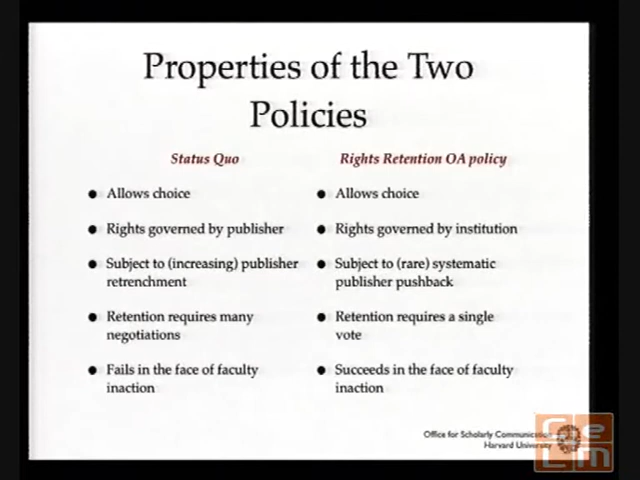 Properties of the Two
Policies
Status Quo
Rights Retention OA policy
● Allows choice
● Rights governed by publisher
● Subject to (increasing) publisher
retrenchment
● Retention requires many
negotiations
● Fails in the face of faculty
inaction
● Allows choice
● Rights governed by institution
● Subject to (rare) systematic
publisher pushback
● Retention requires a single
vote
● Succeeds in the face of faculty
inaction
Office for Scholarly Communication
Harvard University